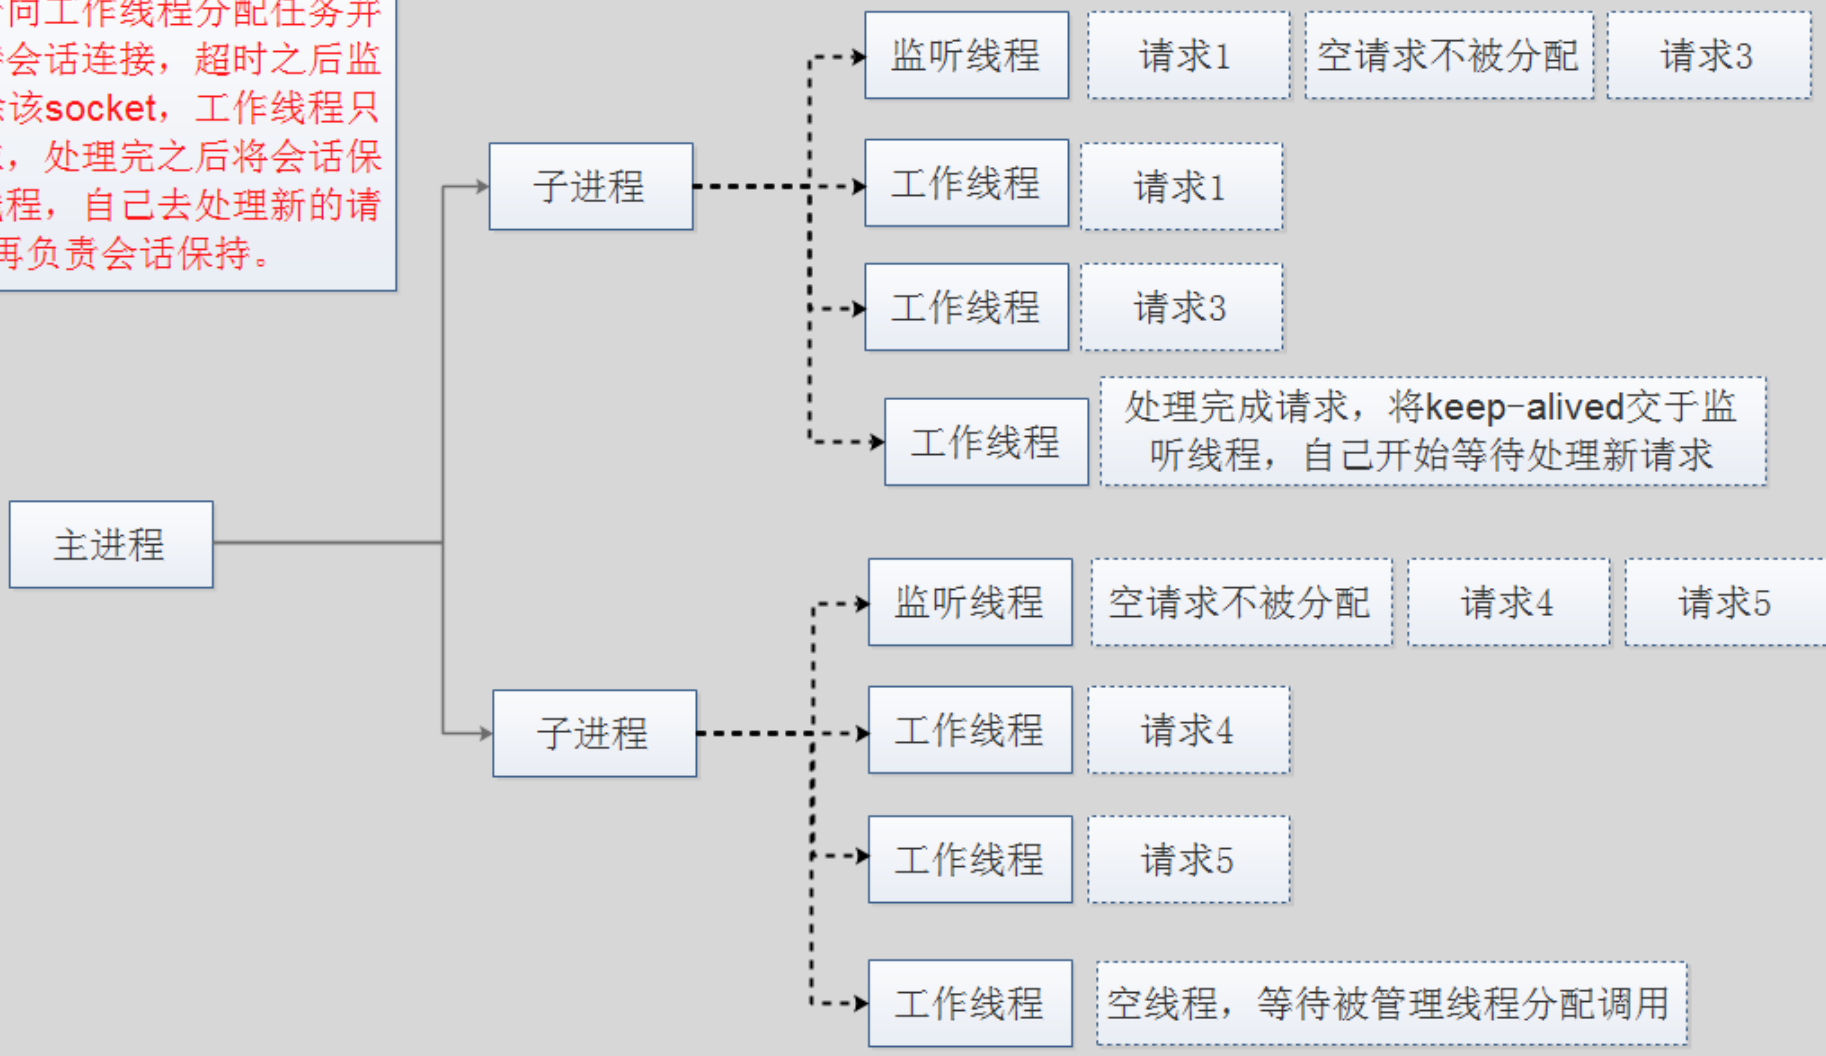 向工作线程分配任务并
会话连接，超时之后监
该socket，工作线程只
，处理完之后将会话保
程，自己去处理新的请
再负责会话保持。
监听线程 请求1 空请求不被分配 请求3
子进程 工作线程 请求1
工作线程 请求3
工作线程 处理完成请求，将keep-alived交于监
听线程，自己开始等待处理新请求
主进程
监听线程 空请求不被分配 请求4 请求5
子进程 工作线程 请求4
工作线程 请求5
工作线程 空线程，等待被管理线程分配调用